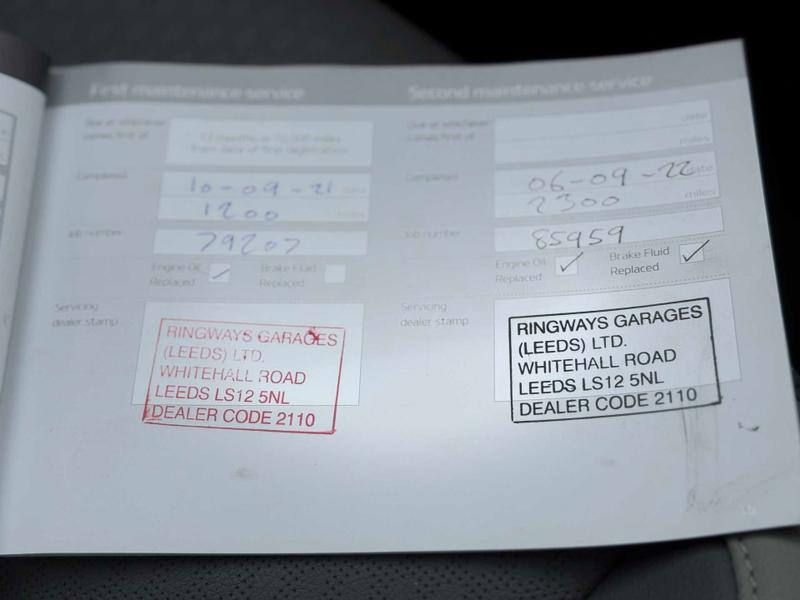 First maintenance service
Due at whichever
comes first of
12 months or 10,000 miles
from date of first registration
Completed
10-09-21 date
1200 miles
Job number
79207
Engine Oil
Replaced
Brake Fluid
Replaced
Servicing
dealer stamp
RINGWAYS GARAGES
(LEEDS) LTD.
WHITEHALL ROAD
LEEDS LS12 5NL
DEALER CODE 2110
Second maintenance service
Due at whichever
comes first of
date
miles
Completed
06-09-22 date
2300 miles
Job number
85959
Engine Oil
Replaced
Brake Fluid
Replaced
Servicing
dealer stamp
RINGWAYS GARAGES
(LEEDS) LTD.
WHITEHALL ROAD
LEEDS LS12 5NL
DEALER CODE 2110